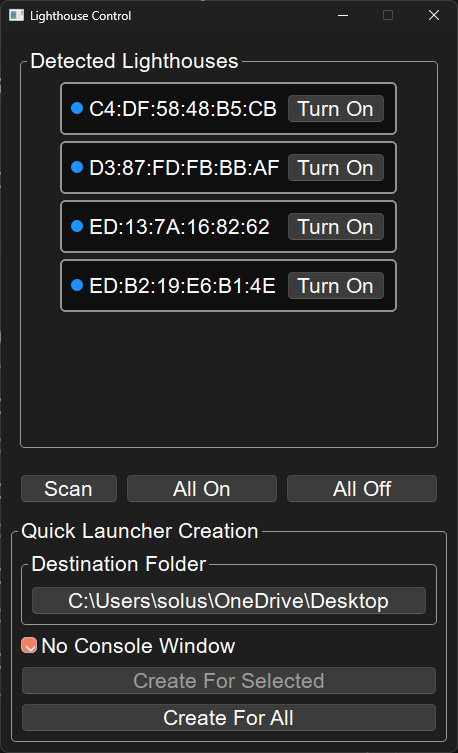 Lighthouse Control
Detected Lighthouses
C4:DF:58:48:B5:CB Turn On
D3:87:FD:FB:BB:AF Turn On
ED:13:7A:16:82:62 Turn On
ED:B2:19:E6:B1:4E Turn On
Scan All On All Off
Quick Launcher Creation
Destination Folder
C:\Users\solus\OneDrive\Desktop
No Console Window
Create For Selected
Create For All